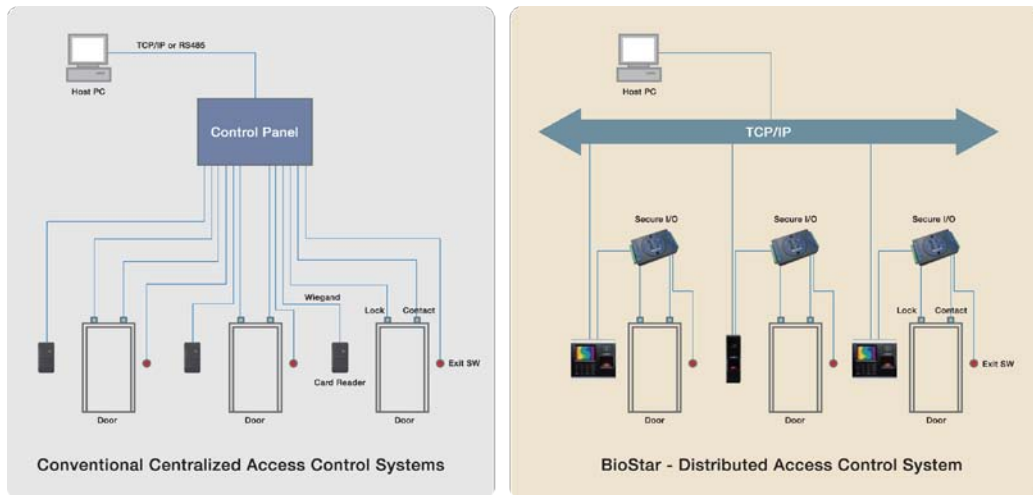 TCP/IP or RS485
Host PC
Control Panel
Wiegand
Lock
Contact
Exit SW
Card Reader
Door
Door
Door
Conventional Centralized Access Control Systems
Host PC
TCP/IP
Secure I/O
Secure I/O
Secure I/O
Lock
Contact
Exit SW
Door
Door
Door
BioStar - Distributed Access Control System